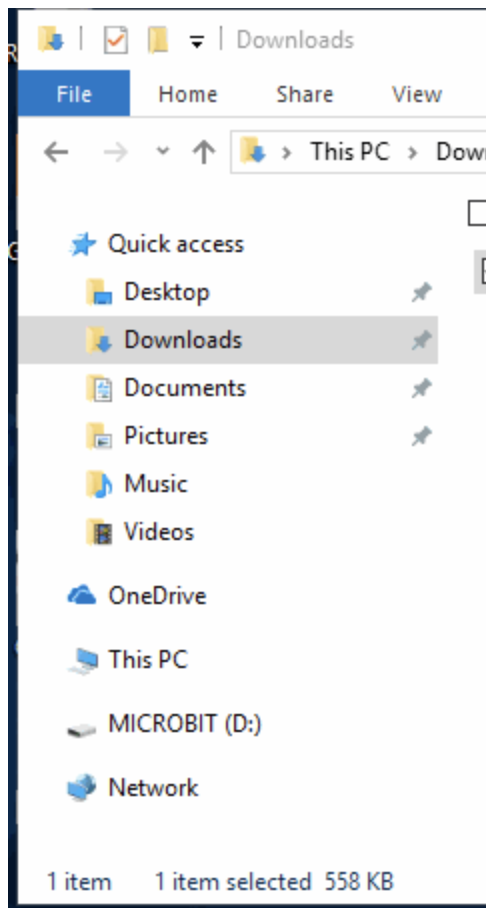 Downloads
File Home Share View
This PC Dow
Quick access
Desktop
Downloads
Documents
Pictures
Music
Videos
OneDrive
This PC
MICROBIT (D:)
Network
1 item 1 item selected 558 KB